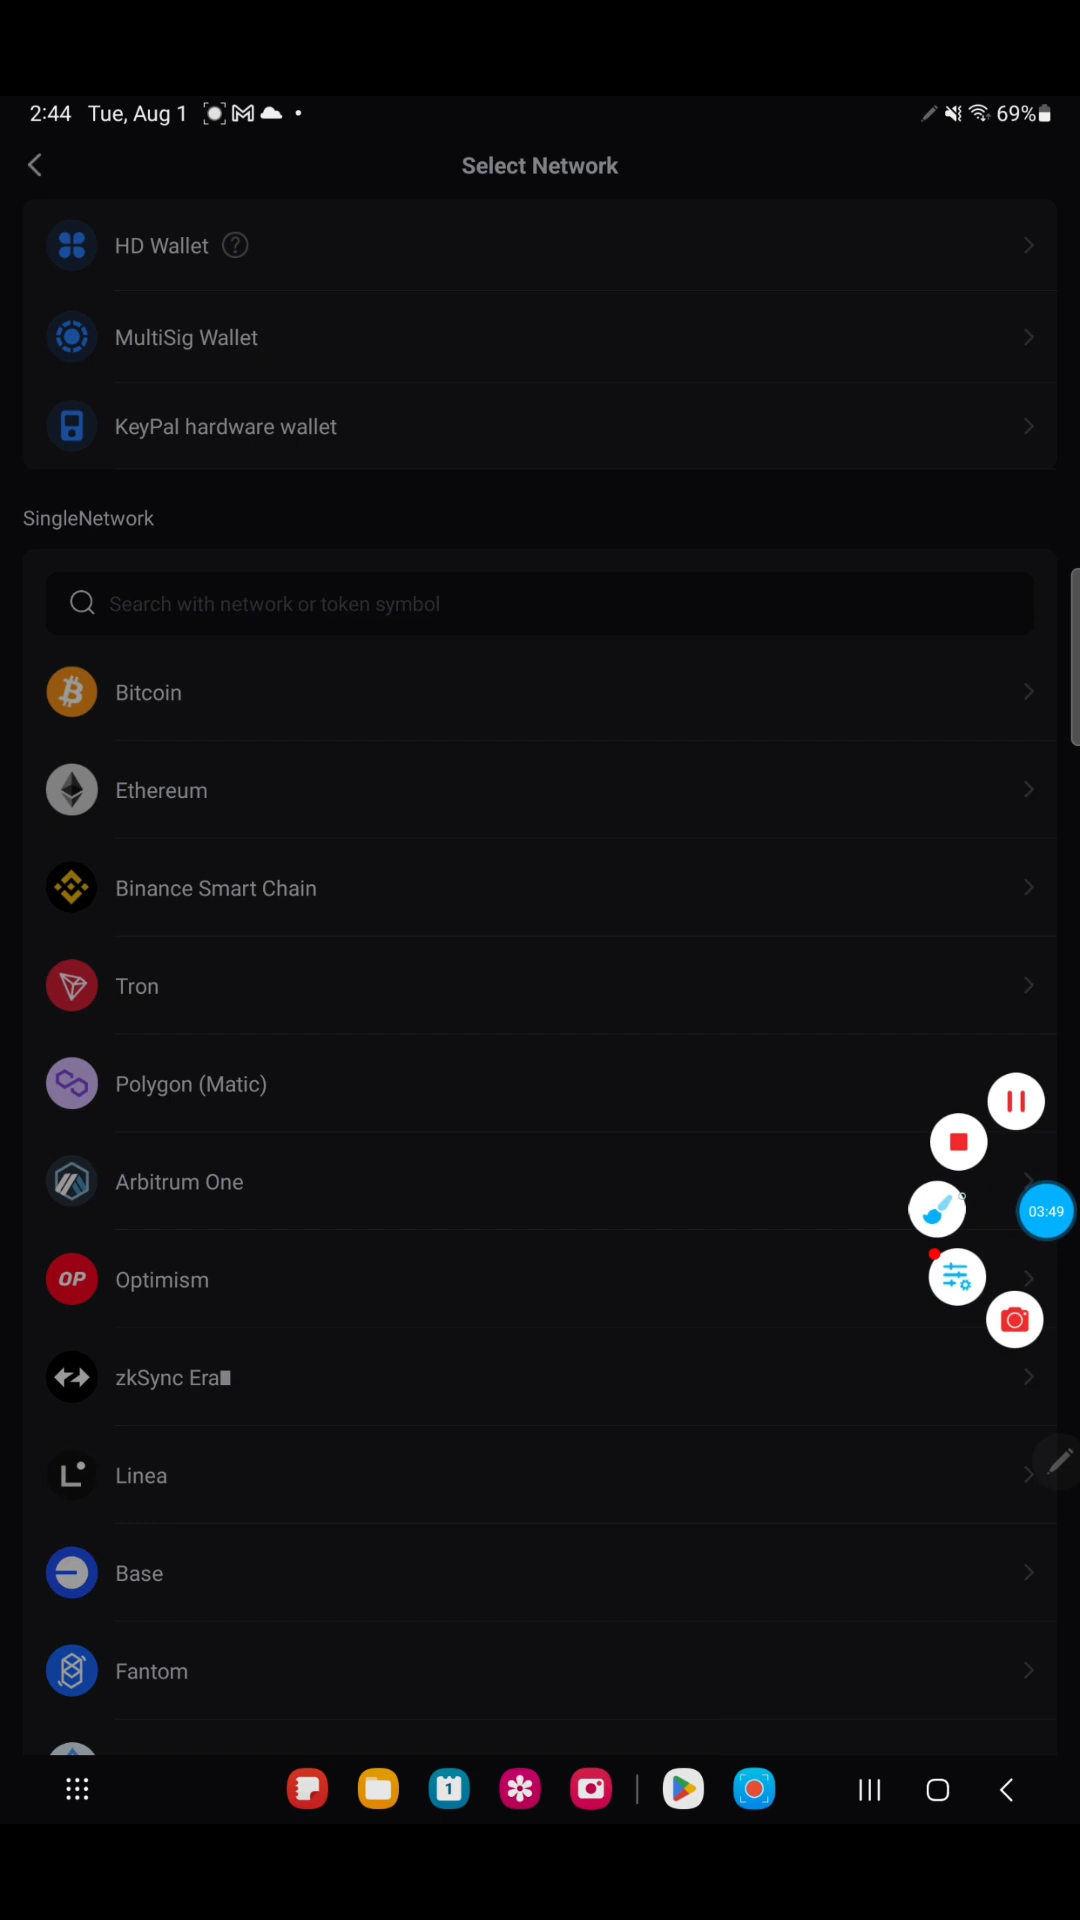 2:44 Tue, Aug 1 69%
Select Network
HD Wallet ?
MultiSig Wallet
KeyPal hardware wallet
SingleNetwork
Search with network or token symbol
Bitcoin
Ethereum
Binance Smart Chain
Tron
Polygon (Matic)
Arbitrum One
03:49
OP Optimism
zkSync Era
Linea
Base
Fantom
1